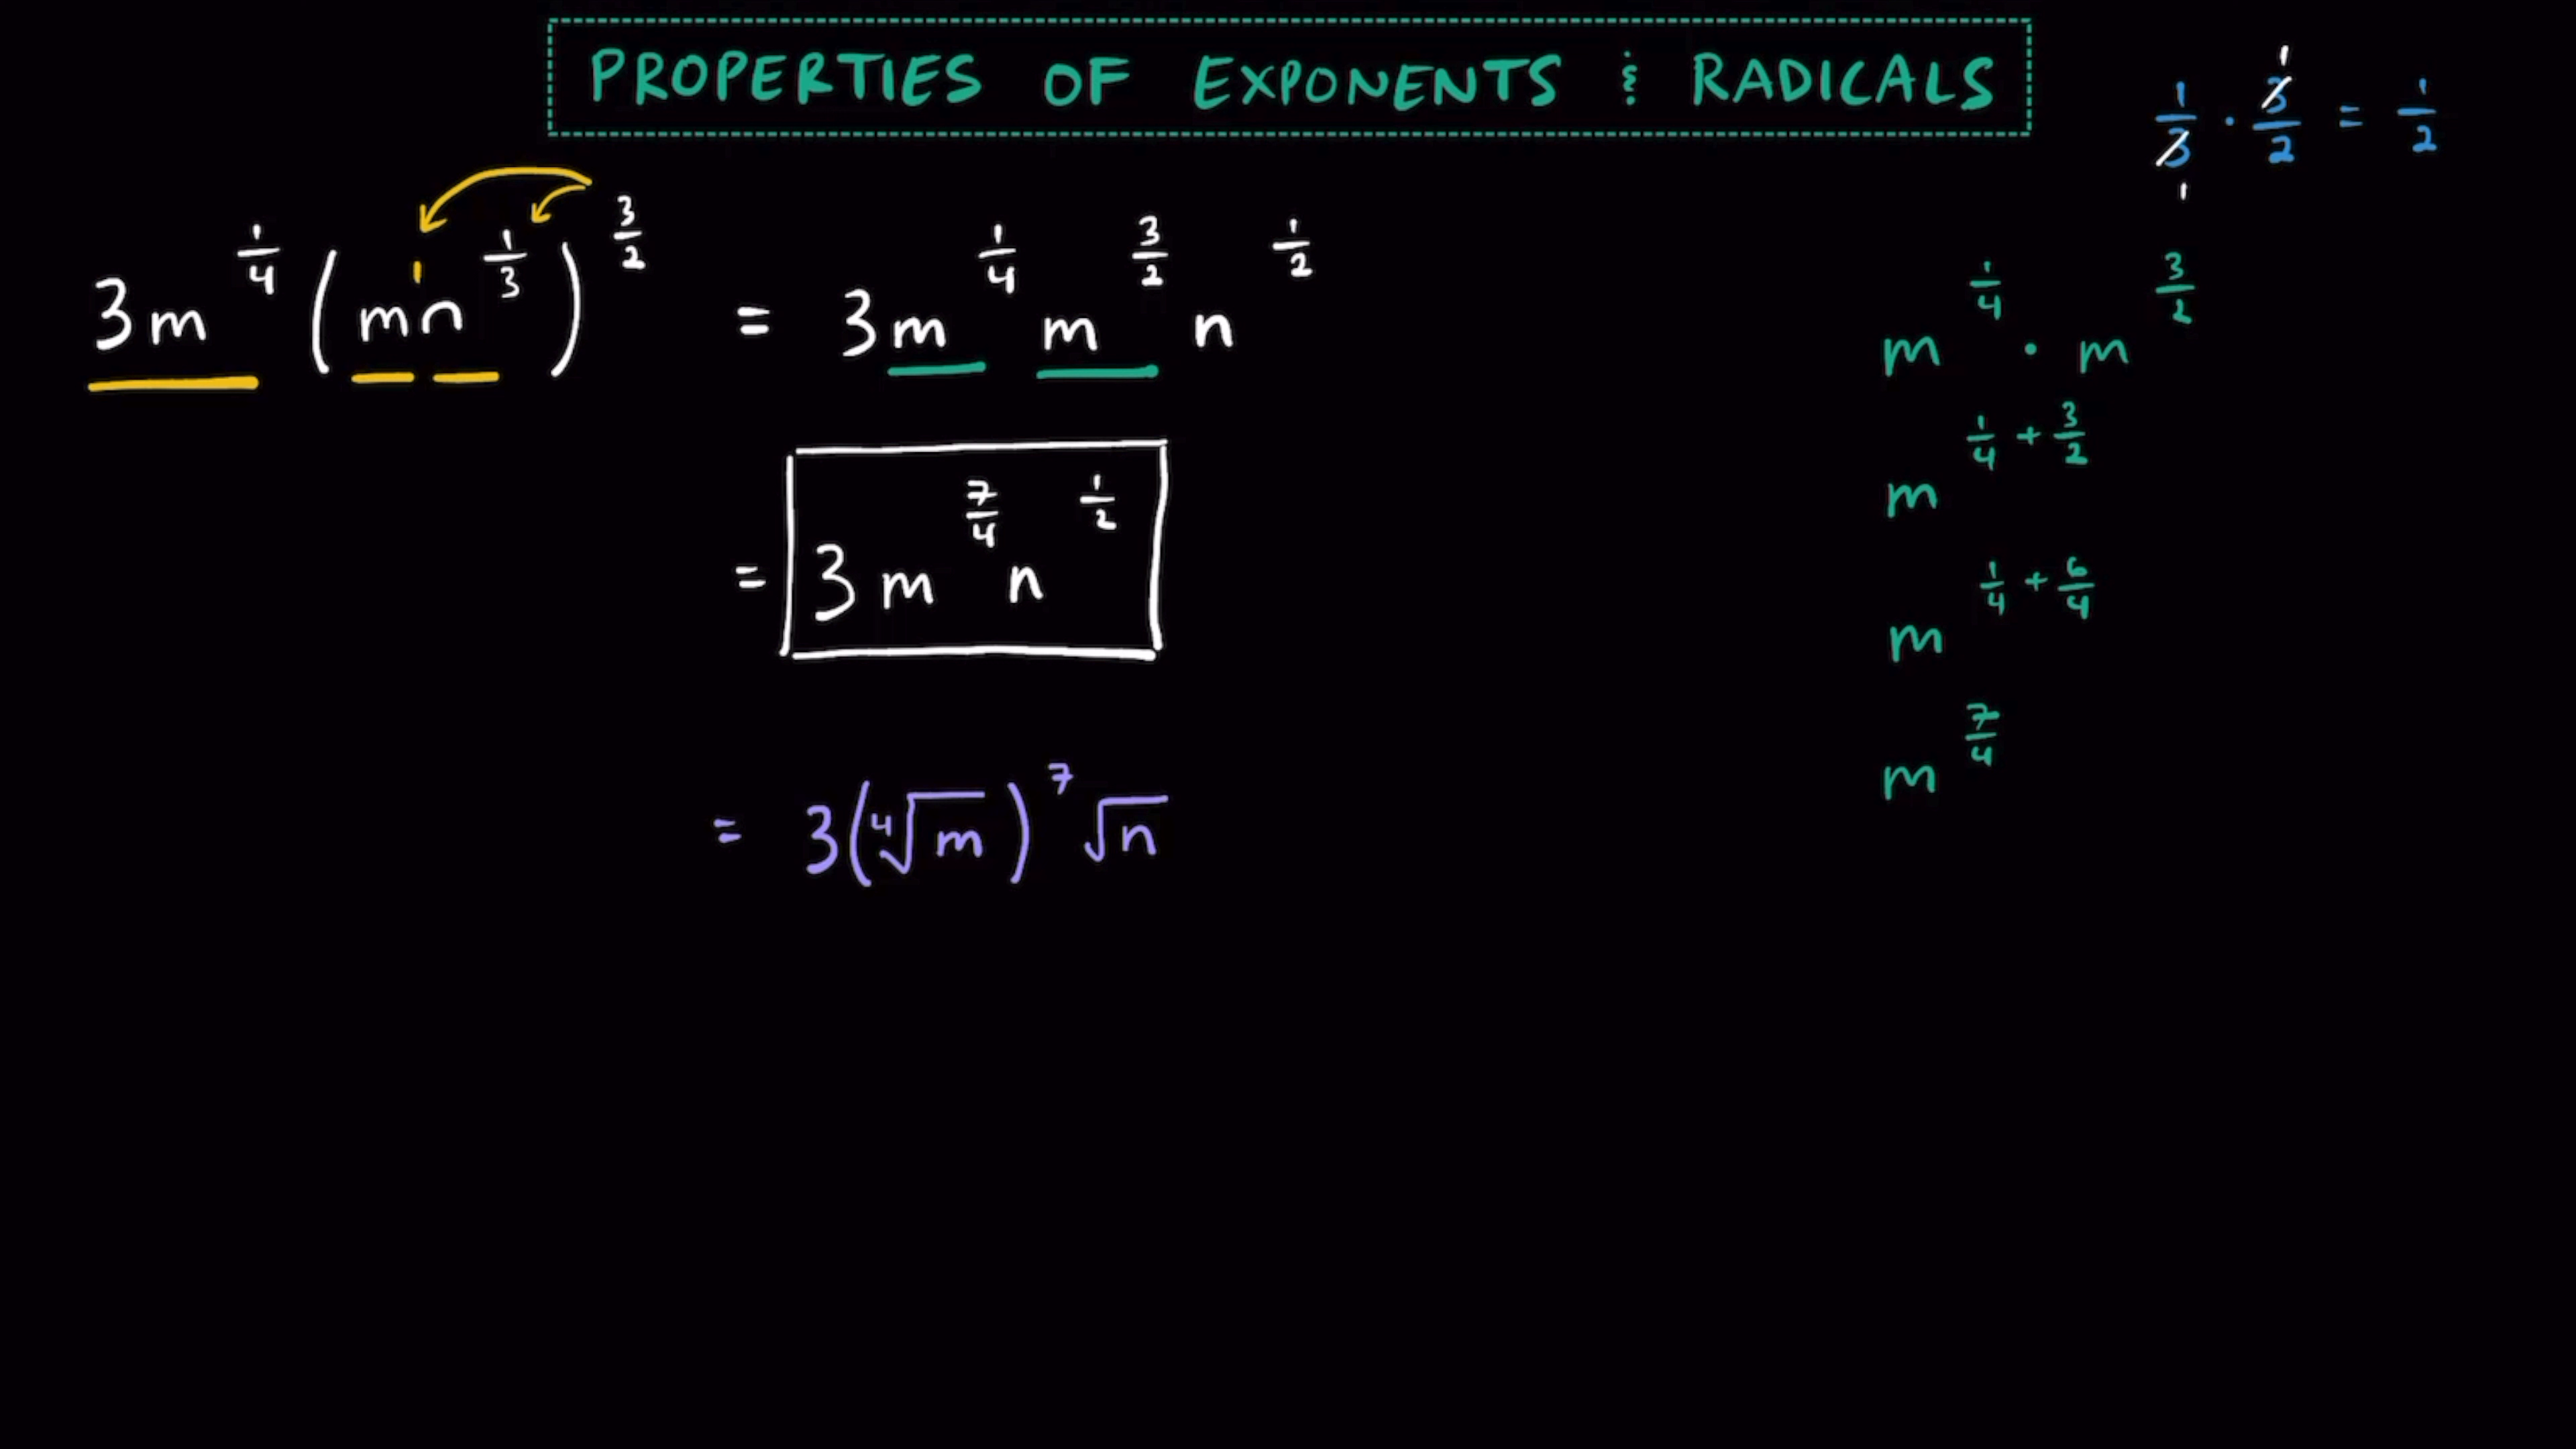 PROPERTIES OF EXPONENTS & RADICALS
1/3 · 3/2 = 1/2
1
1
3m^(1/4) (m^1 n^(1/3))^(3/2) = 3m^(1/4) m^(3/2) n^(1/2)
= 3m^(7/4) n^(1/2)
= 3(⁴√m)^7 √n
m^(1/4) · m^(3/2)
m^(1/4 + 3/2)
m^(1/4 + 6/4)
m^(7/4)